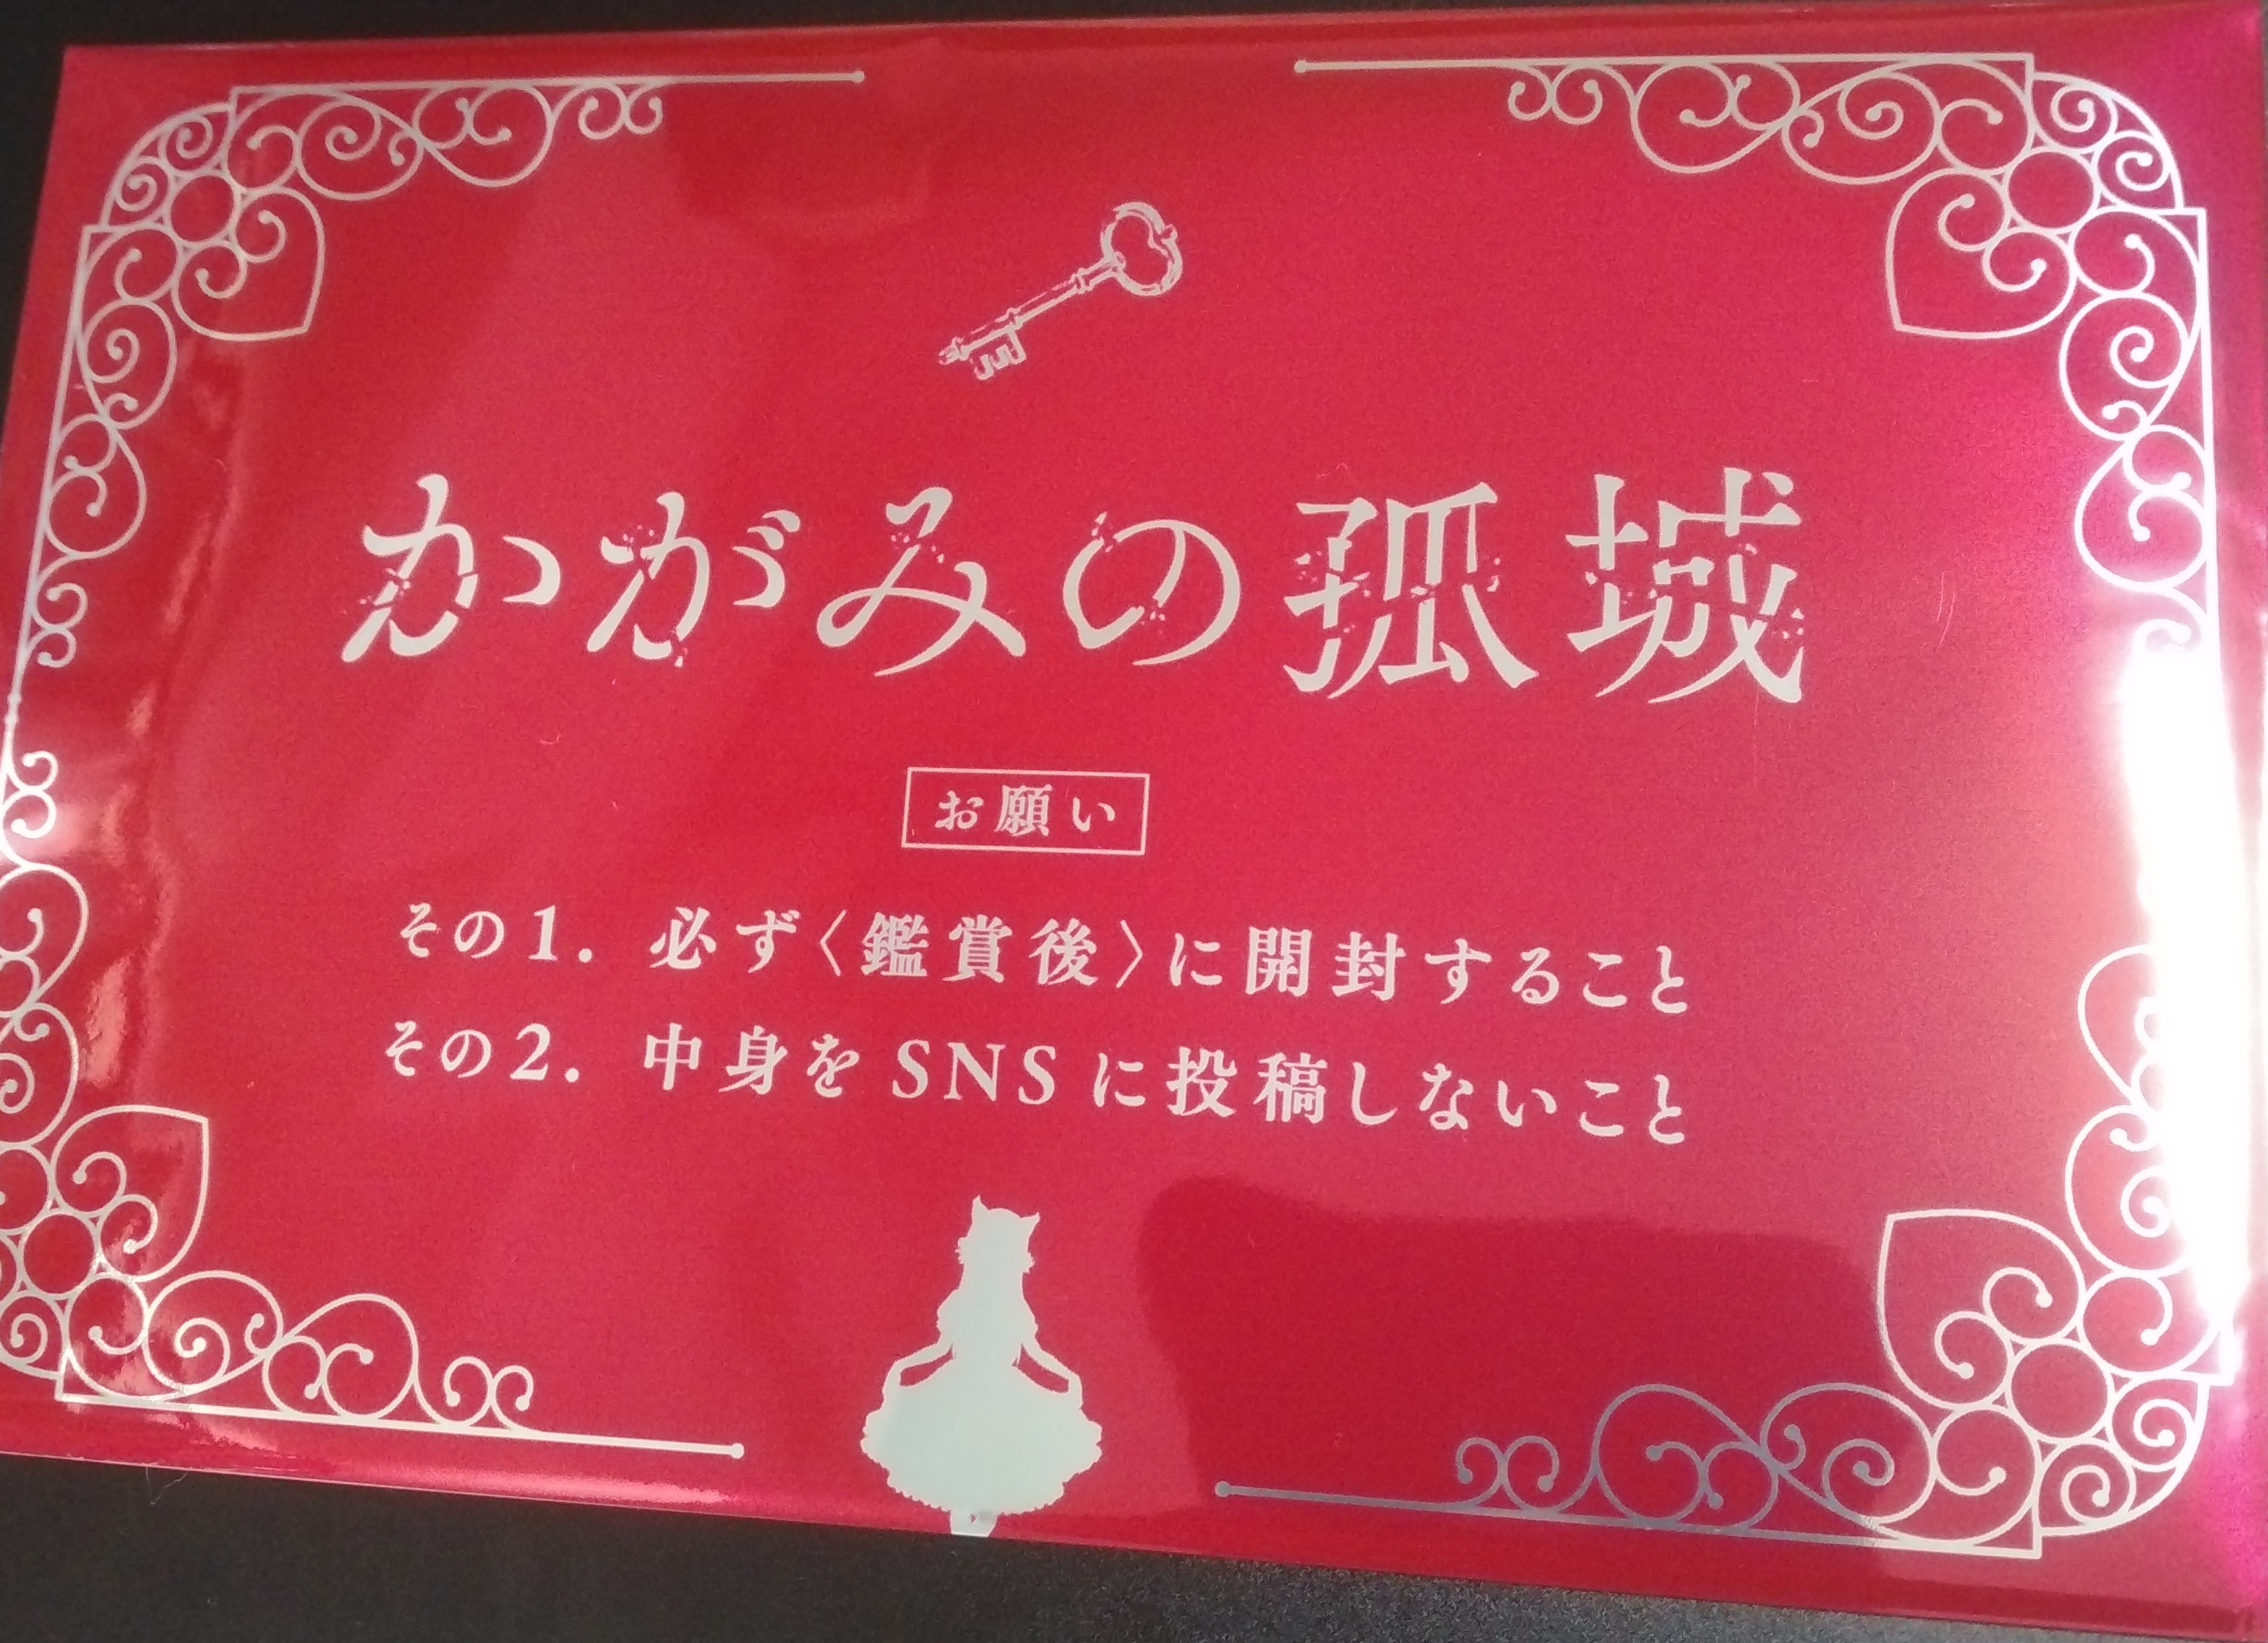 かがみの孤城
お願い
その1. 必ず〈鑑賞後〉に開封すること
その2. 中身をSNSに投稿しないこと